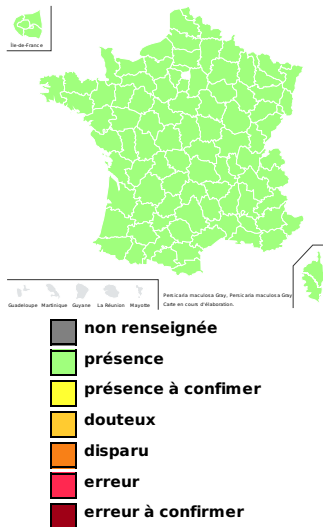 Île-de-France
Guadeloupe Martinique Guyane La Réunion Mayotte
Persicaria maculosa Gray, Persicaria maculosa Gray
Carte en cours d'élaboration.
non renseignée
présence
présence à confimer
douteux
disparu
erreur
erreur à confirmer